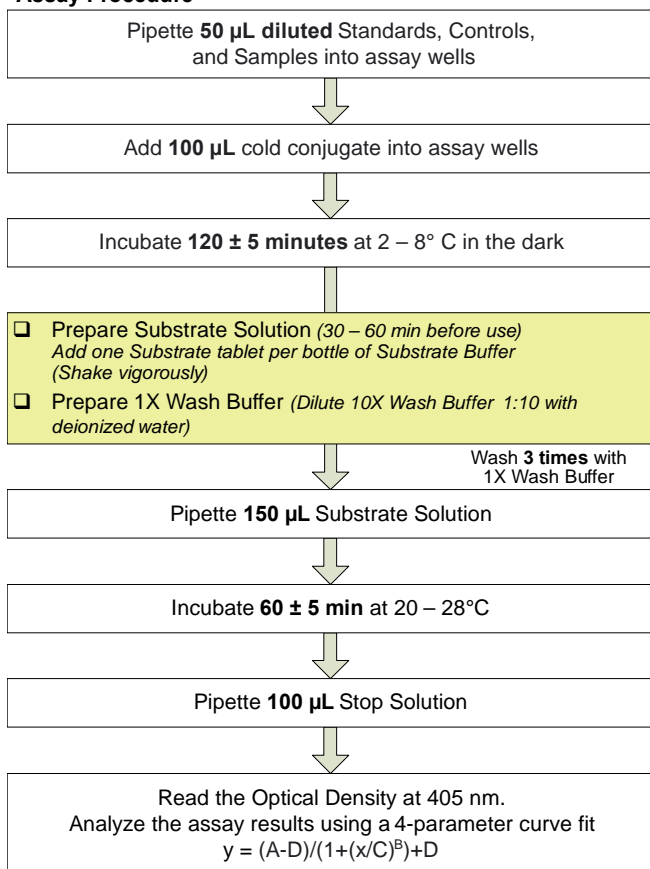 Assay Procedure
Pipette 50 µL diluted Standards, Controls,
and Samples into assay wells
Add 100 µL cold conjugate into assay wells
Incubate 120 ± 5 minutes at 2 – 8° C in the dark
❑ Prepare Substrate Solution (30 – 60 min before use)
Add one Substrate tablet per bottle of Substrate Buffer
(Shake vigorously)
❑ Prepare 1X Wash Buffer (Dilute 10X Wash Buffer 1:10 with
deionized water)
Wash 3 times with
1X Wash Buffer
Pipette 150 µL Substrate Solution
Incubate 60 ± 5 min at 20 – 28°C
Pipette 100 µL Stop Solution
Read the Optical Density at 405 nm.
Analyze the assay results using a 4-parameter curve fit
y = (A-D)/(1+(x/C)ᴮ)+D